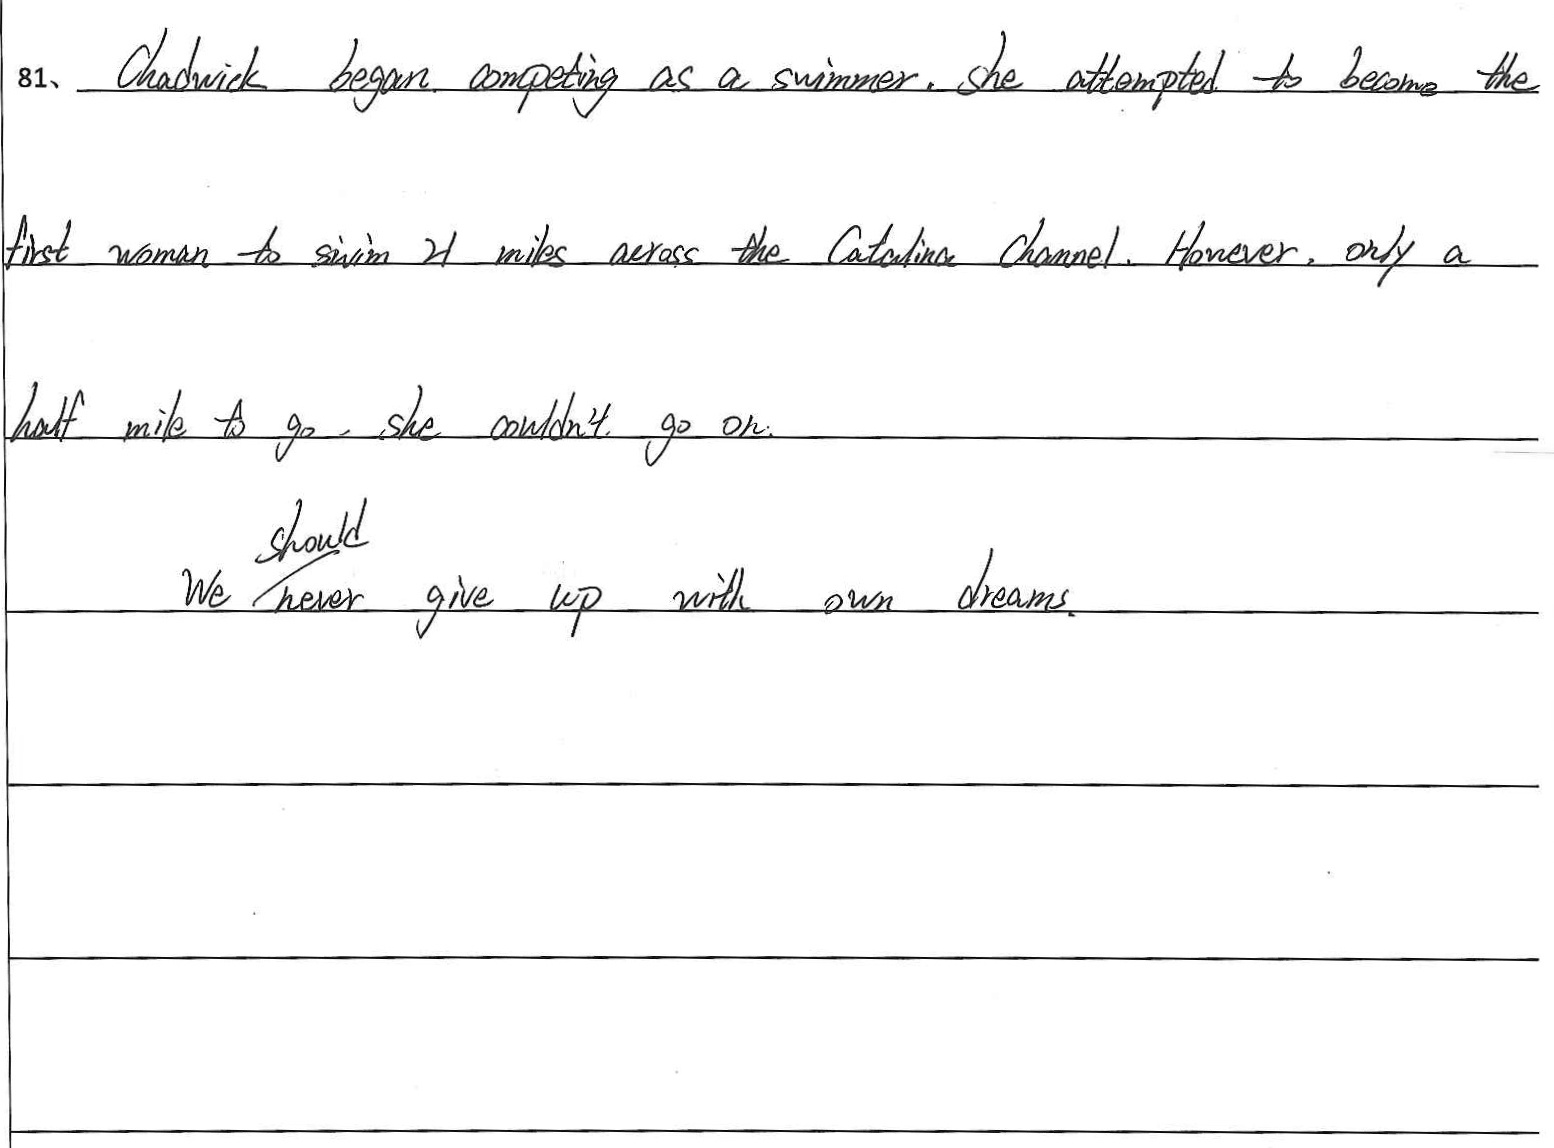 81、 Chadwick began competing as a swimmer. she attempted to become the
first woman to swim 21 miles across the Catalina Channel. However, only a
half mile to go, she couldn't go on.
should
We never give up with own dreams.